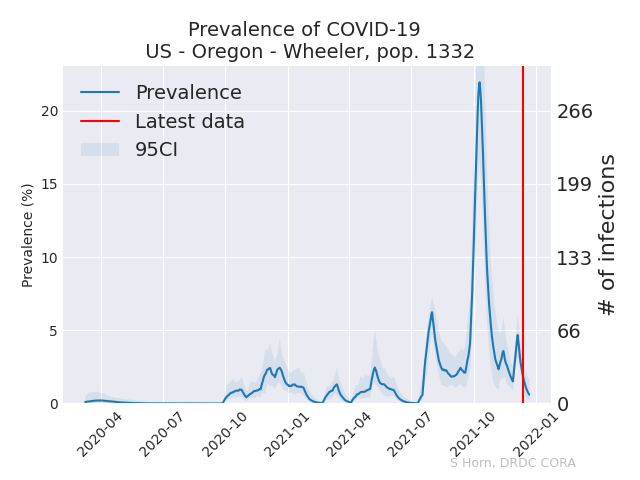 Prevalence of COVID-19
US - Oregon - Wheeler, pop. 1332
Prevalence
Latest data
95CI
Prevalence (%)
20
15
10
5
0
266
199
133
66
0
# of infections
2020-04
2020-07
2020-10
2021-01
2021-04
2021-07
2021-10
2022-01
S Horn, DRDC CORA